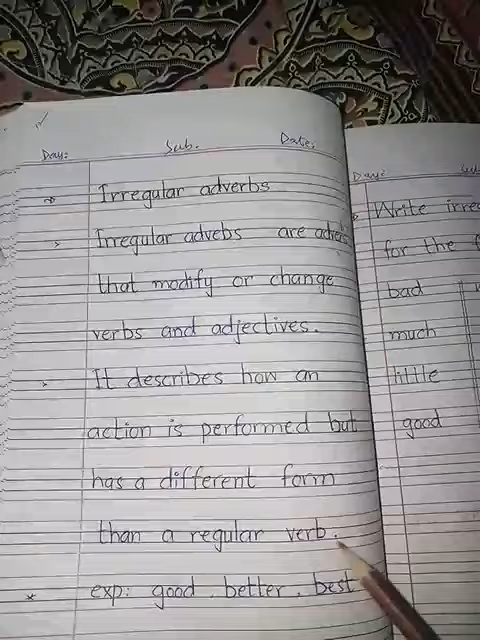 Day: Sub. Date:
Irregular adverbs
Irregular advebs are adverbs
that modify or change
verbs and adjectives.
It describes how an
action is performed but
has a different form
than a regular verb.
exp: good, better, best
Day:
Write
for the
bad
much
little
good